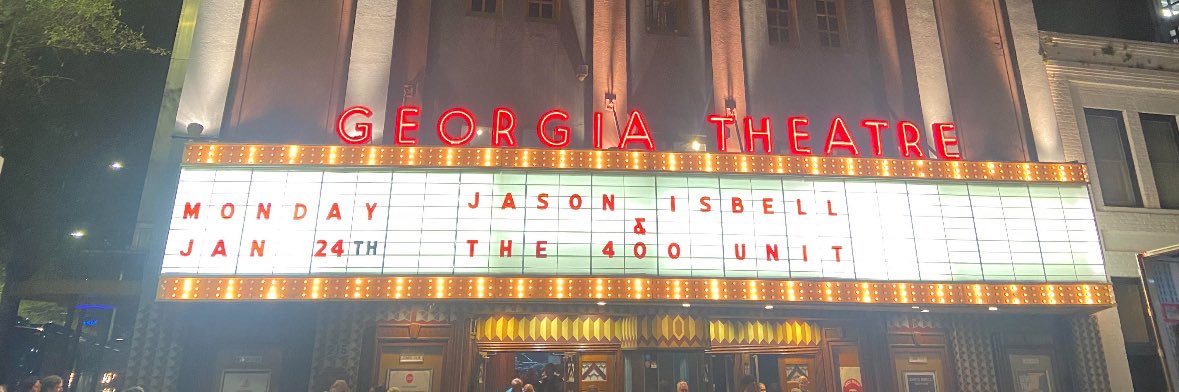 GEORGIA THEATRE
MONDAY
JAN 24TH
JASON ISBELL
&
THE 400 UNIT